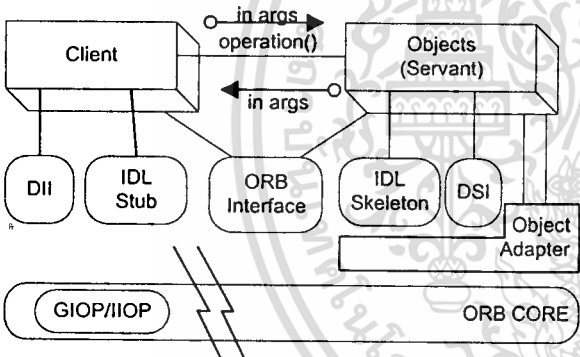 in args
operation()
Client
Objects
(Servant)
in args
DII
IDL
Stub
ORB
Interface
IDL
Skeleton
DSI
Object
Adapter
GIOP/IIOP
ORB CORE